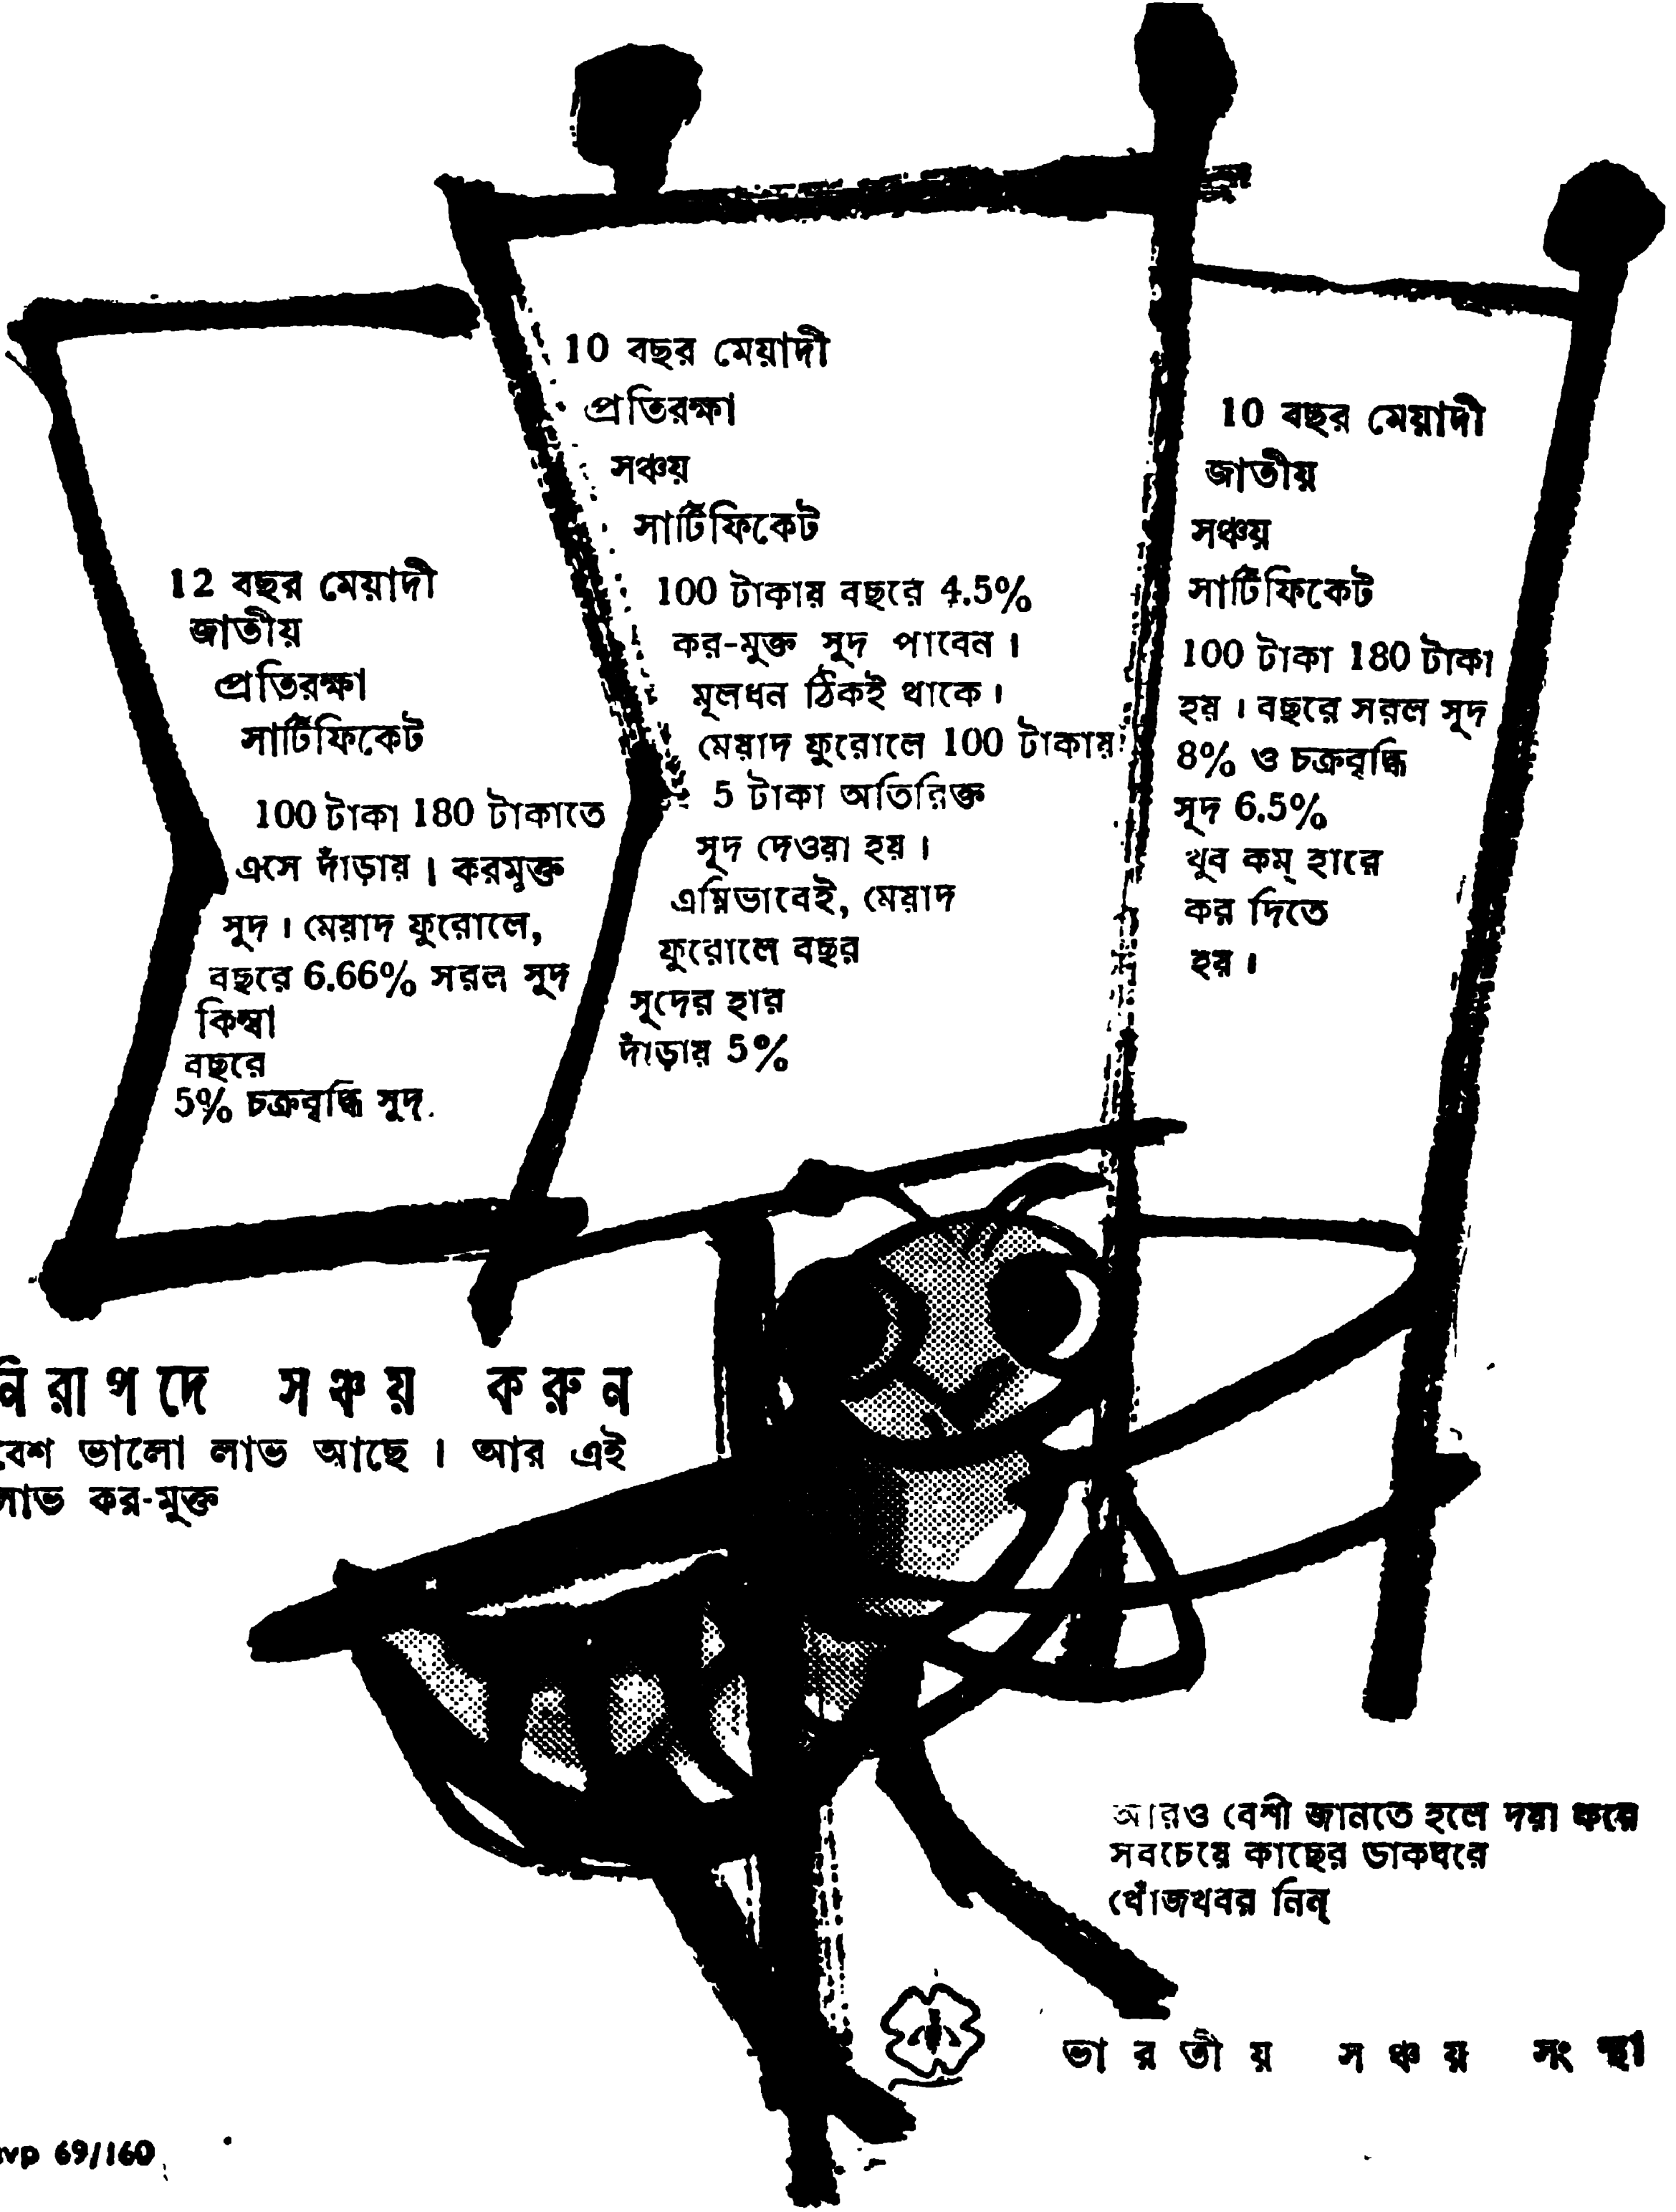 12 বছর মেয়াদী
জাতীয়
প্রতিরক্ষা
সার্টিফিকেট
100 টাকা 180 টাকাতে
এসে দাঁড়ায়। করমুক্ত
সুদ। মেয়াদ ফুরোলে,
বছরে 6.66% সরল সুদ
কিম্বা
বছরে
5% চক্রবৃদ্ধি সুদ.
10 বছর মেয়াদী
প্রতিরক্ষা
সঞ্চয়
সার্টিফিকেট
100 টাকায় বছরে 4.5%
কর-মুক্ত সুদ পাবেন।
মূলধন ঠিকই থাকে।
মেয়াদ ফুরোলে 100 টাকায়
5 টাকা অতিরিক্ত
সুদ দেওয়া হয়।
এম্নিভাবেই, মেয়াদ
ফুরোলে বছর
সুদের হার
দাঁড়ায় 5%
10 বছর মেয়াদী
জাতীয়
সঞ্চয়
সার্টিফিকেট
100 টাকা 180 টাকা
হয়। বছরে সরল সুদ
8% ও চক্রবৃদ্ধি
সুদ 6.5%
খুব কম্ হারে
কর দিতে
হয়।
নিরাপদে সঞ্চয় করুন
বেশ ভালো লাভ আছে। আর এই
লাভ কর-মুক্ত
আরও বেশী জানতে হলে দয়া করে
সবচেয়ে কাছের ডাকঘরে
খোঁজখবর নিন্
ভারতীয় সঞ্চয় সংস্থা
69/160